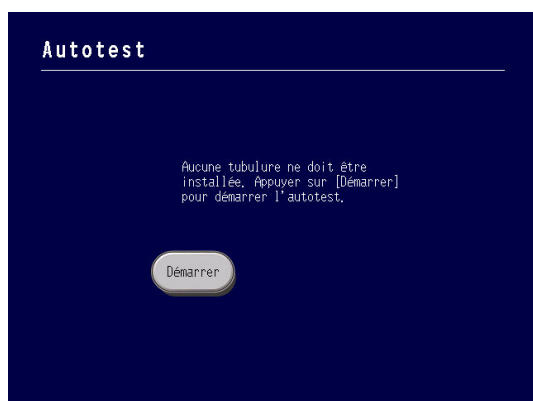 Autotest
Aucune tubulure ne doit être
installée. Appuyer sur [Démarrer]
pour démarrer l'autotest.
Démarrer